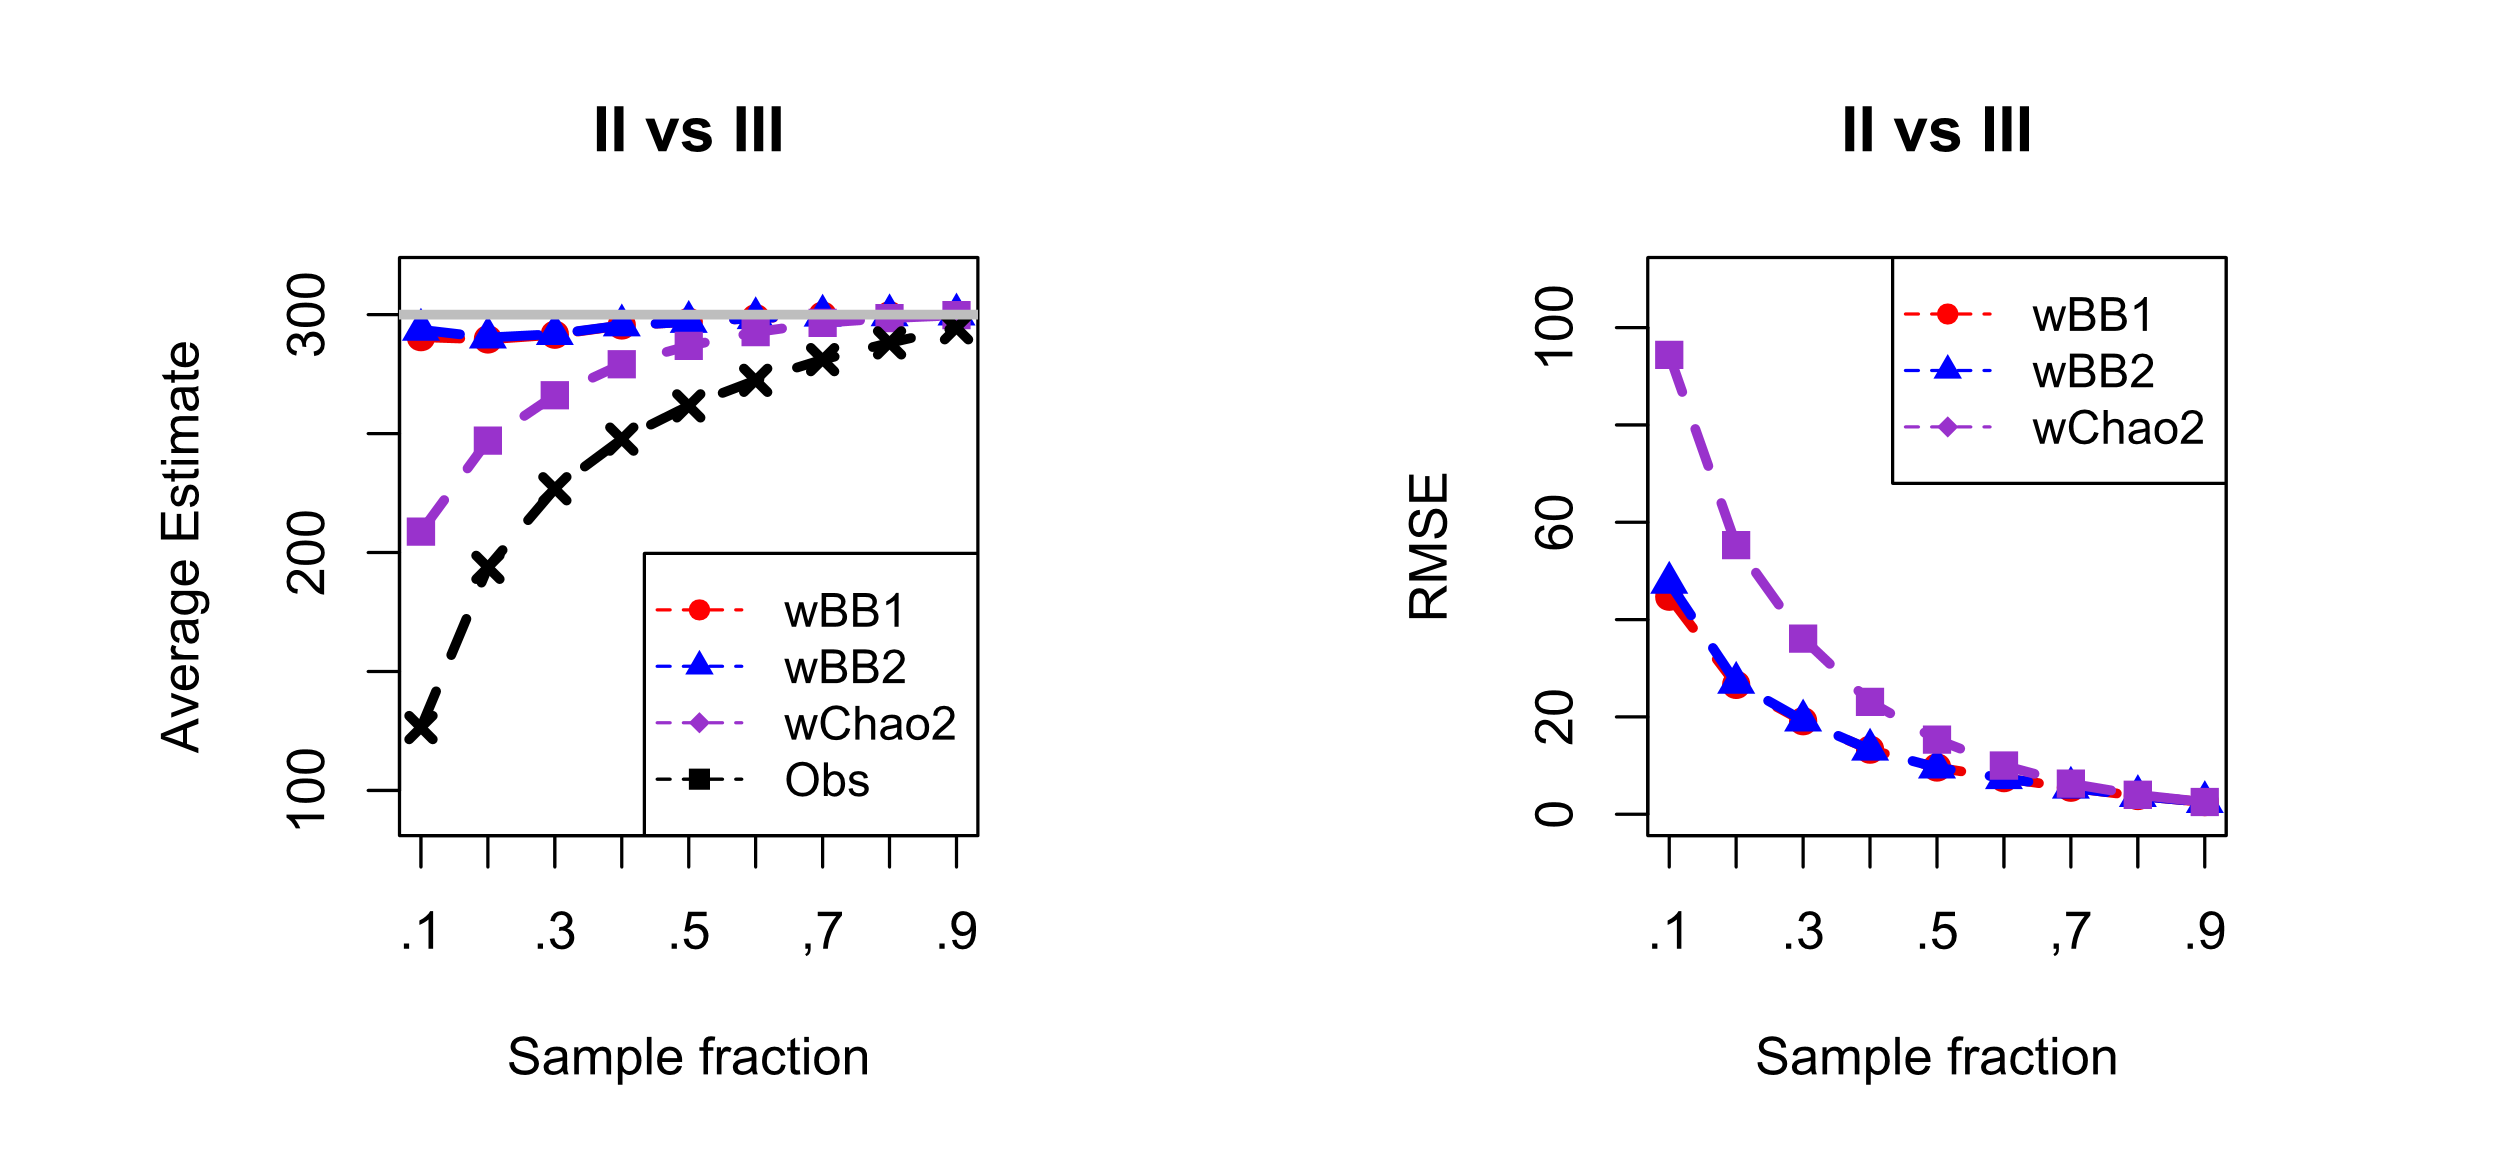 II vs III
Average Estimate
300
200
100
wBB1
wBB2
wChao2
Obs
.1 .3 .5 ,7 .9
Sample fraction
II vs III
RMSE
100
60
20
0
wBB1
wBB2
wChao2
.1 .3 .5 ,7 .9
Sample fraction